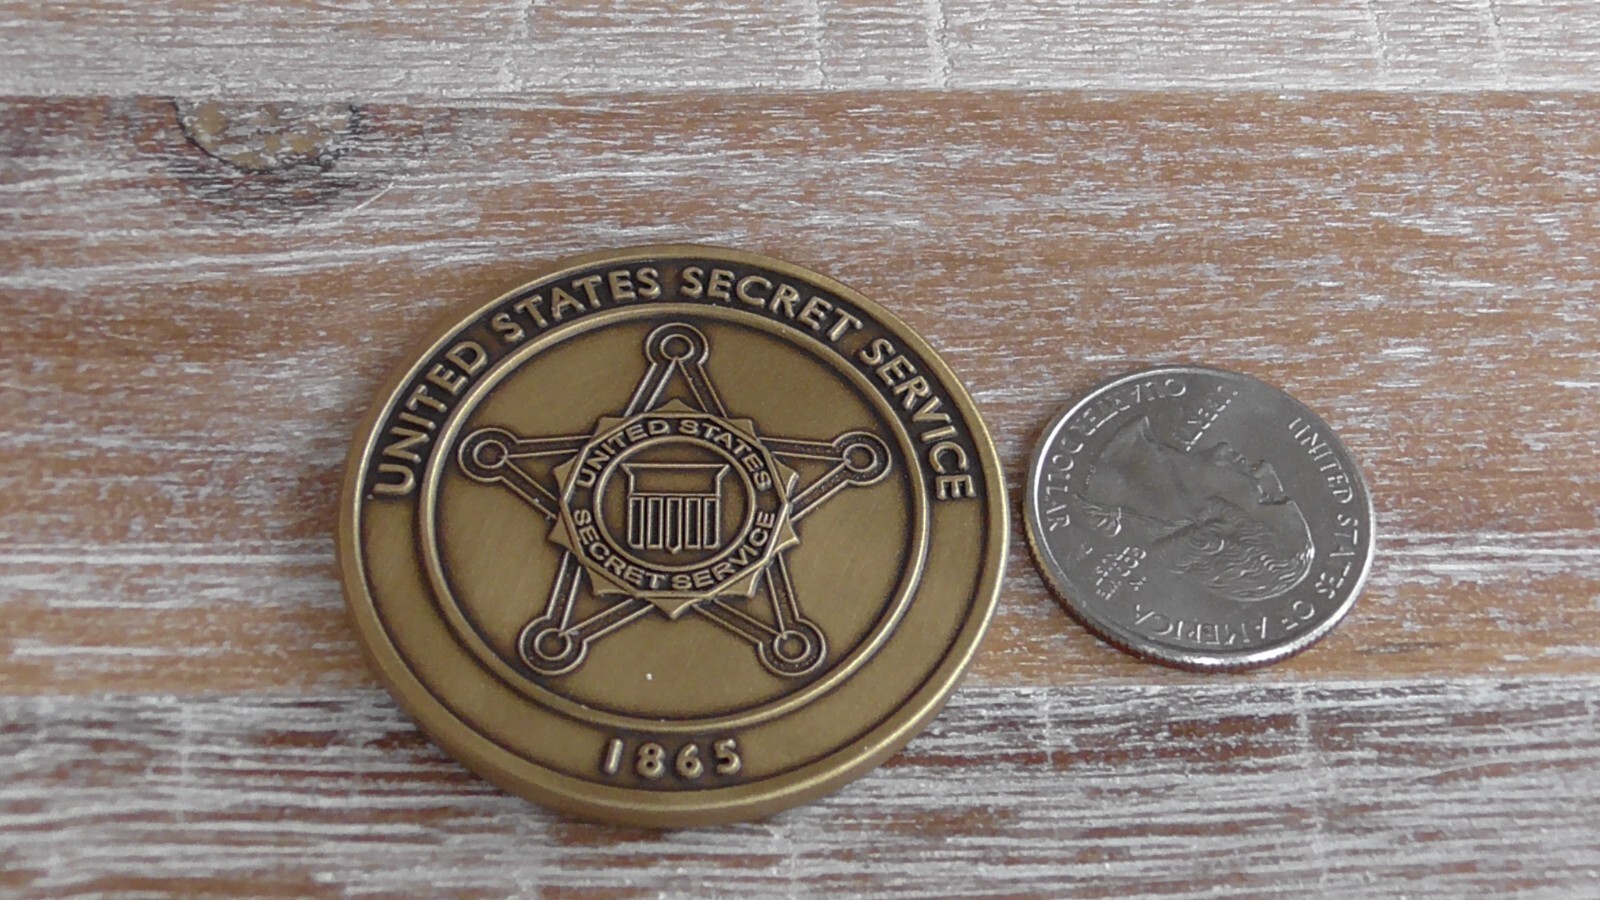 UNITED STATES SECRET SERVICE
UNITED STATES
SECRET SERVICE
1865
UNITED STATES OF AMERICA
LIBERTY
IN
GOD WE
TRUST
QUARTER DOLLAR